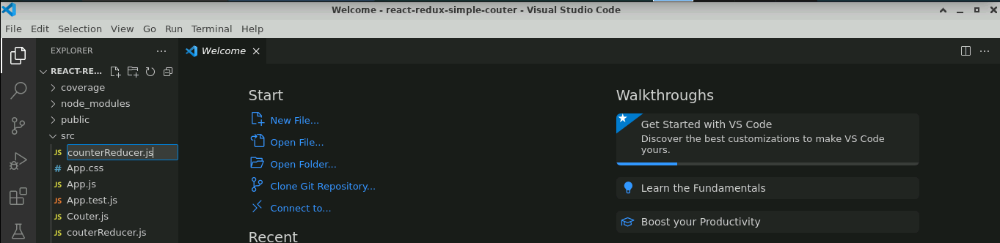 Welcome - react-redux-simple-couter - Visual Studio Code
File Edit Selection View Go Run Terminal Help
EXPLORER ...
Welcome
REACT-RE...
coverage
node_modules
public
src
JS counterReducer.js
# App.css
JS App.js
JS App.test.js
JS Couter.js
JS couterReducer.js
Start
New File...
Open File...
Open Folder...
Clone Git Repository...
Connect to...
Recent
Walkthroughs
Get Started with VS Code
Discover the best customizations to make VS Code
yours.
Learn the Fundamentals
Boost your Productivity